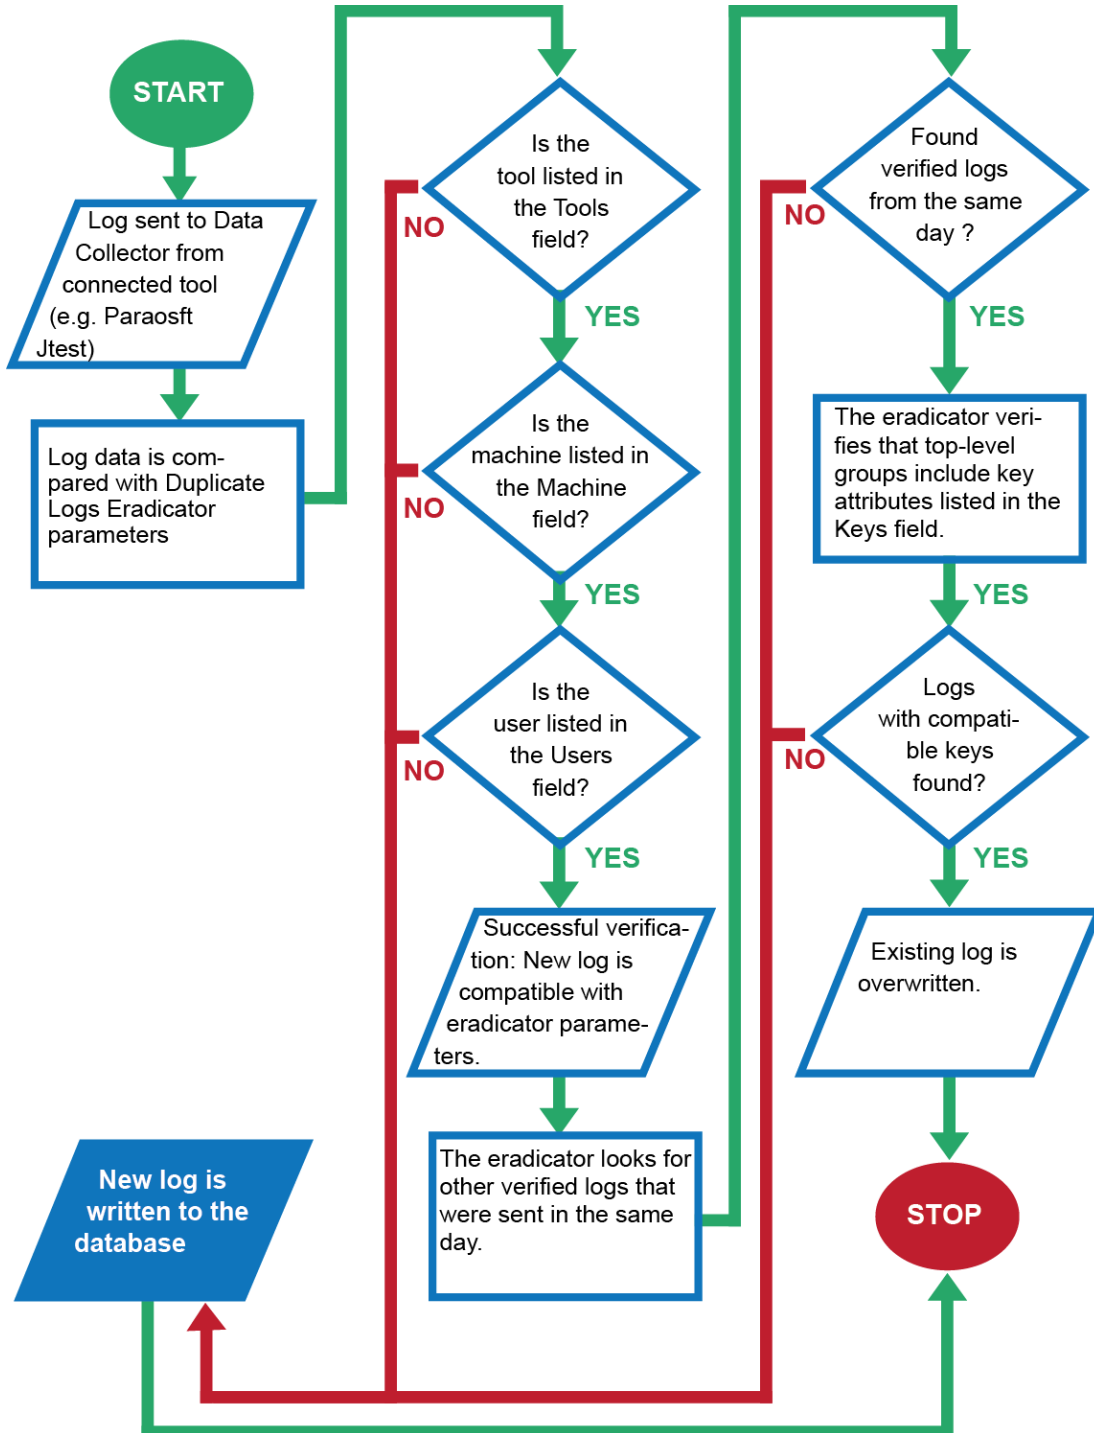 START
Log sent to Data
Collector from
connected tool
(e.g. Paraosft
Jtest)
Log data is com-
pared with Duplicate
Logs Eradicator
parameters
Is the
tool listed in
the Tools
field?
NO
YES
Is the
machine listed in
the Machine
field?
NO
YES
Is the
user listed in
the Users
field?
NO
YES
Successful verifica-
tion: New log is
compatible with
eradicator parame-
ters.
The eradicator looks for
other verified logs that
were sent in the same
day.
Found
verified logs
from the same
day ?
NO
YES
The eradicator veri-
fies that top-level
groups include key
attributes listed in the
Keys field.
YES
Logs
with compati-
ble keys
found?
NO
YES
Existing log is
overwritten.
STOP
New log is
written to the
database